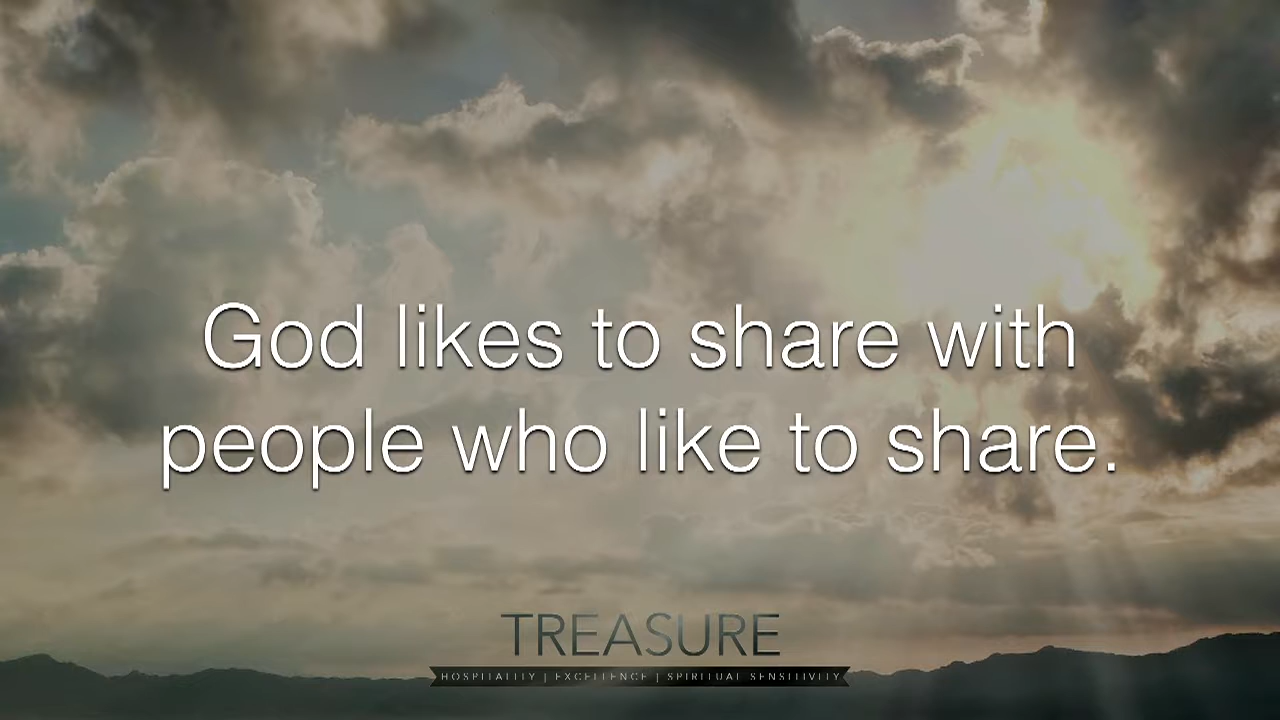 God likes to share with
people who like to share.
TREASURE
HOSPITALITY | EXCELLENCE | SPIRITUAL SENSITIVITY